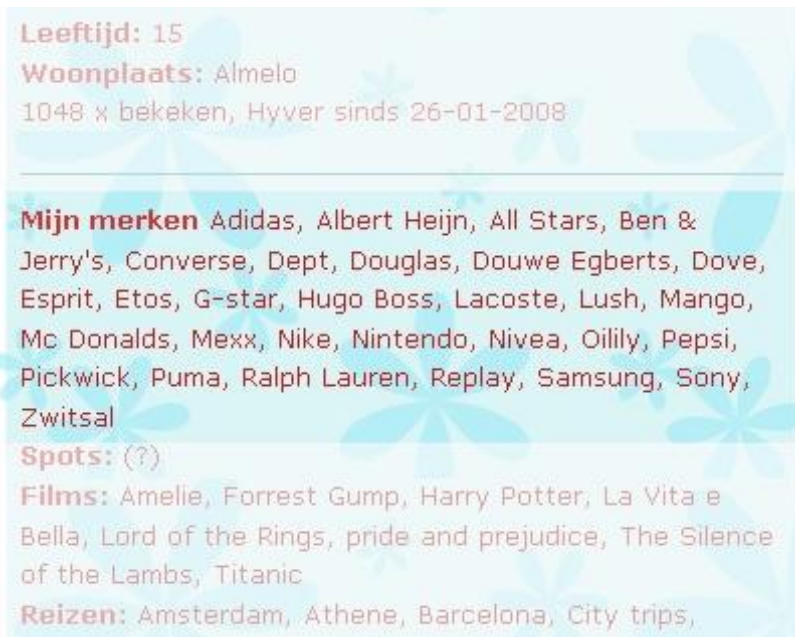 Leeftijd: 15
Woonplaats: Almelo
1048 x bekeken, Hyver sinds 26-01-2008
Mijn merken Adidas, Albert Heijn, All Stars, Ben &
Jerry's, Converse, Dept, Douglas, Douwe Egberts, Dove,
Esprit, Etos, G-star, Hugo Boss, Lacoste, Lush, Mango,
Mc Donalds, Mexx, Nike, Nintendo, Nivea, Oilily, Pepsi,
Pickwick, Puma, Ralph Lauren, Replay, Samsung, Sony,
Zwitsal
Spots: (?)
Films: Amelie, Forrest Gump, Harry Potter, La Vita e
Bella, Lord of the Rings, pride and prejudice, The Silence
of the Lambs, Titanic
Reizen: Amsterdam, Athene, Barcelona, City trips,